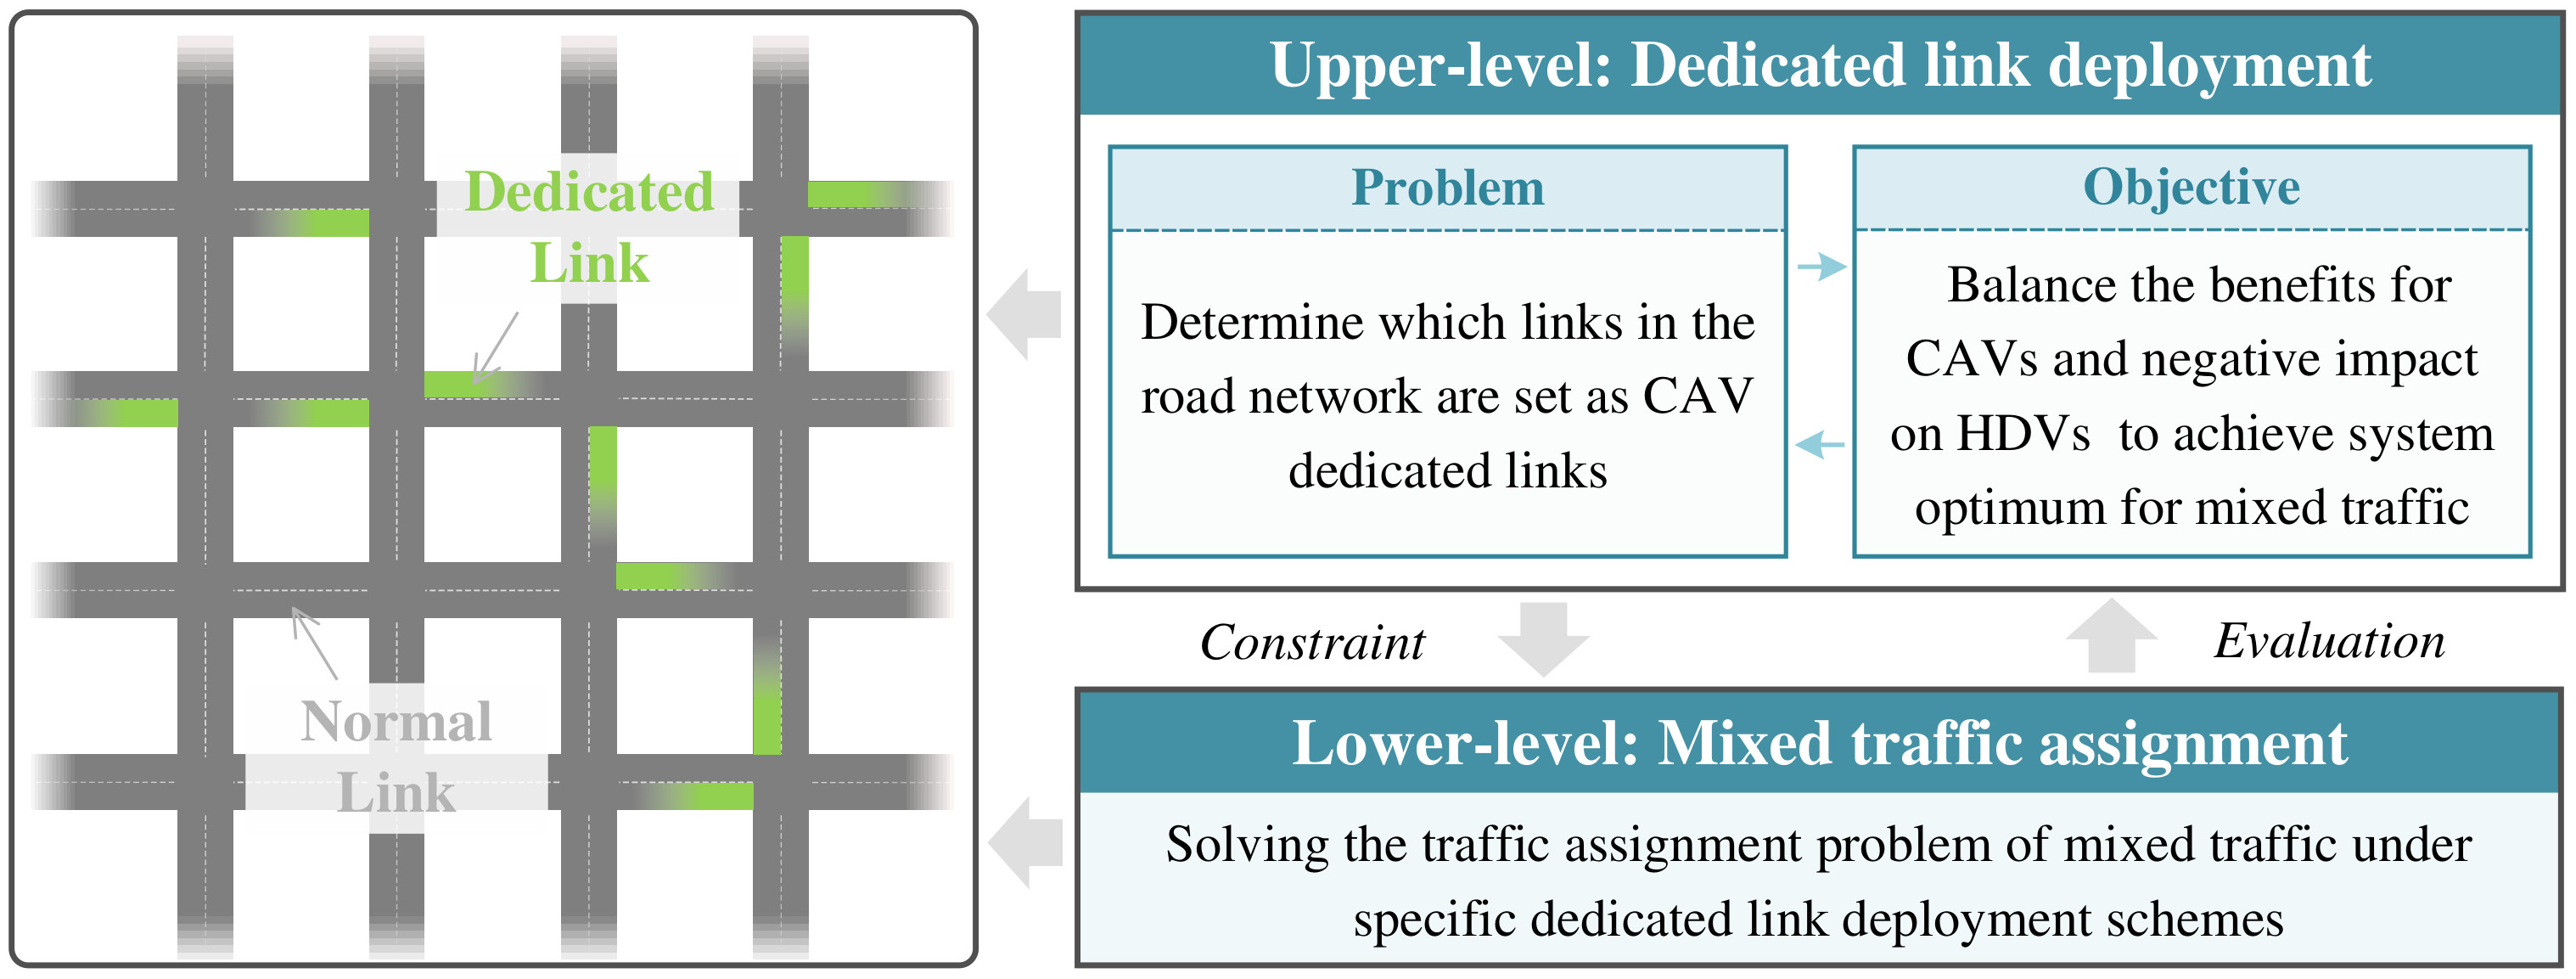 Dedicated
Link
Normal
Link
Upper-level: Dedicated link deployment
Problem
Determine which links in the
road network are set as CAV
dedicated links
Objective
Balance the benefits for
CAVs and negative impact
on HDVs  to achieve system
optimum for mixed traffic
Constraint
Evaluation
Lower-level: Mixed traffic assignment
Solving the traffic assignment problem of mixed traffic under
specific dedicated link deployment schemes